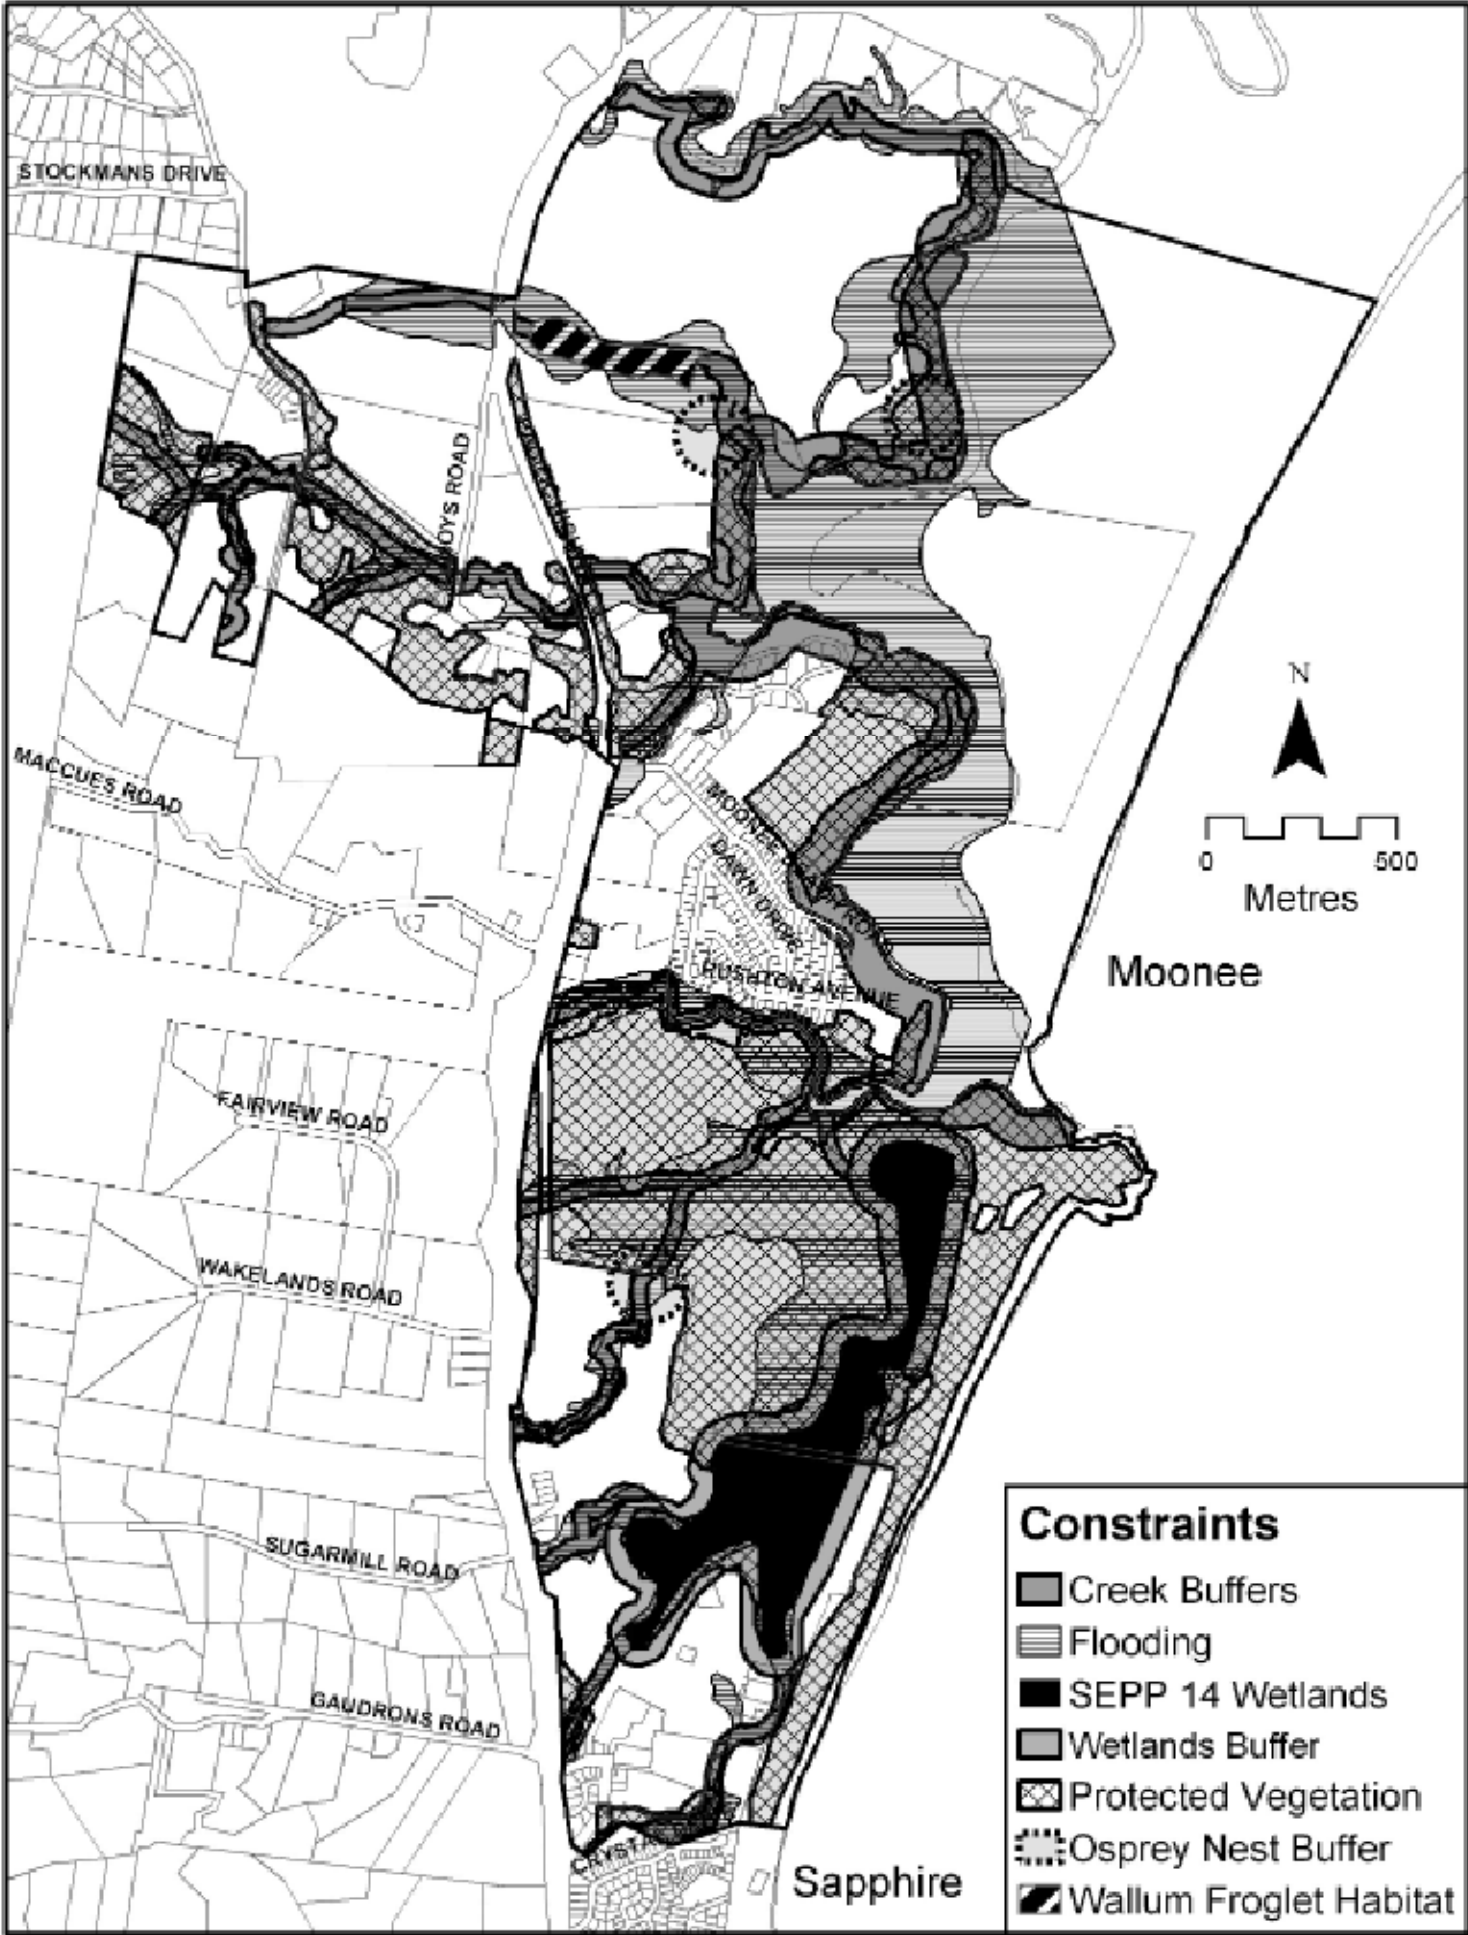 STOCKMANS DRIVE
OYS ROAD
N
MACCUES ROAD
0 500
Metres
DAWN DRIVE
Moonee
RUSHTON AVENUE
FAIRVIEW ROAD
WAKELANDS ROAD
SUGARMILL ROAD
GAUDRONS ROAD
Sapphire
Constraints
Creek Buffers
Flooding
SEPP 14 Wetlands
Wetlands Buffer
Protected Vegetation
Osprey Nest Buffer
Wallum Froglet Habitat